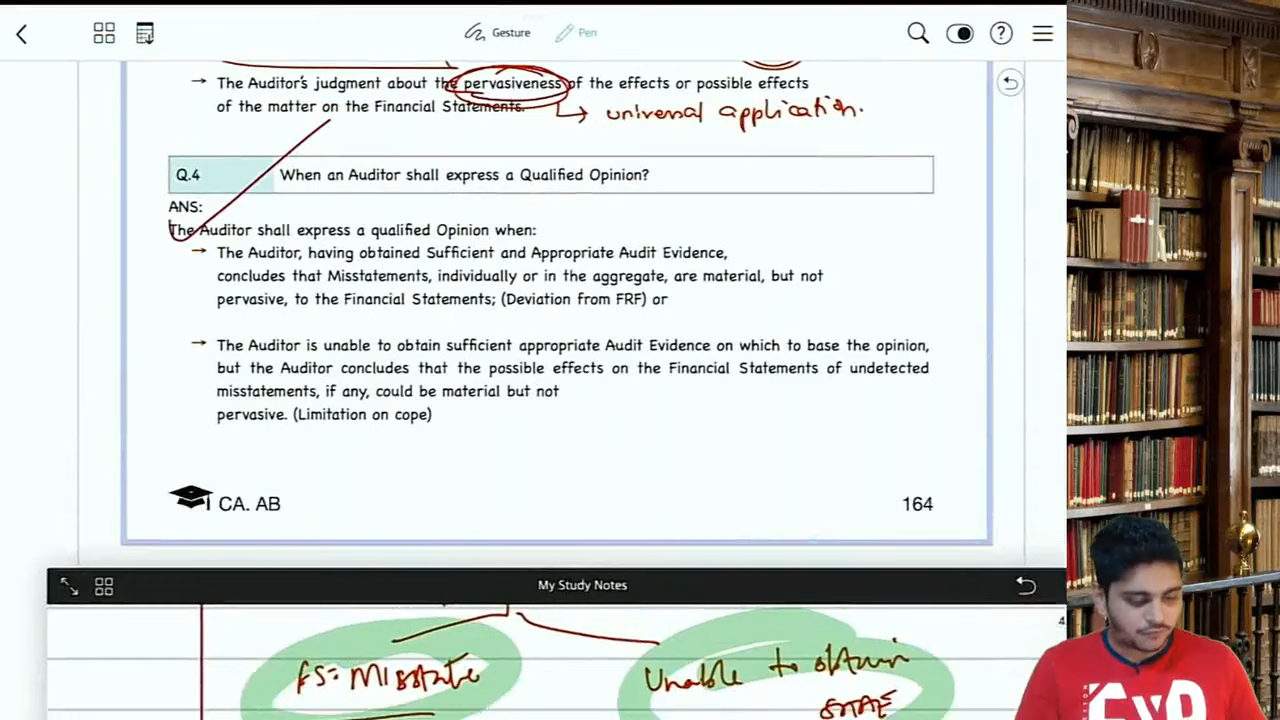 Gesture
Pen
→ The Auditor's judgment about the pervasiveness of the effects or possible effects
of the matter on the Financial Statements.
universal application.
Q.4 When an Auditor shall express a Qualified Opinion?
ANS:
The Auditor shall express a qualified Opinion when:
→ The Auditor, having obtained Sufficient and Appropriate Audit Evidence,
concludes that Misstatements, individually or in the aggregate, are material, but not
pervasive, to the Financial Statements; (Deviation from FRF) or
→ The Auditor is unable to obtain sufficient appropriate Audit Evidence on which to base the opinion,
but the Auditor concludes that the possible effects on the Financial Statements of undetected
misstatements, if any, could be material but not
pervasive. (Limitation on cope)
CA. AB
164
My Study Notes
FS: Misstate
Unable to obtain
SAAE